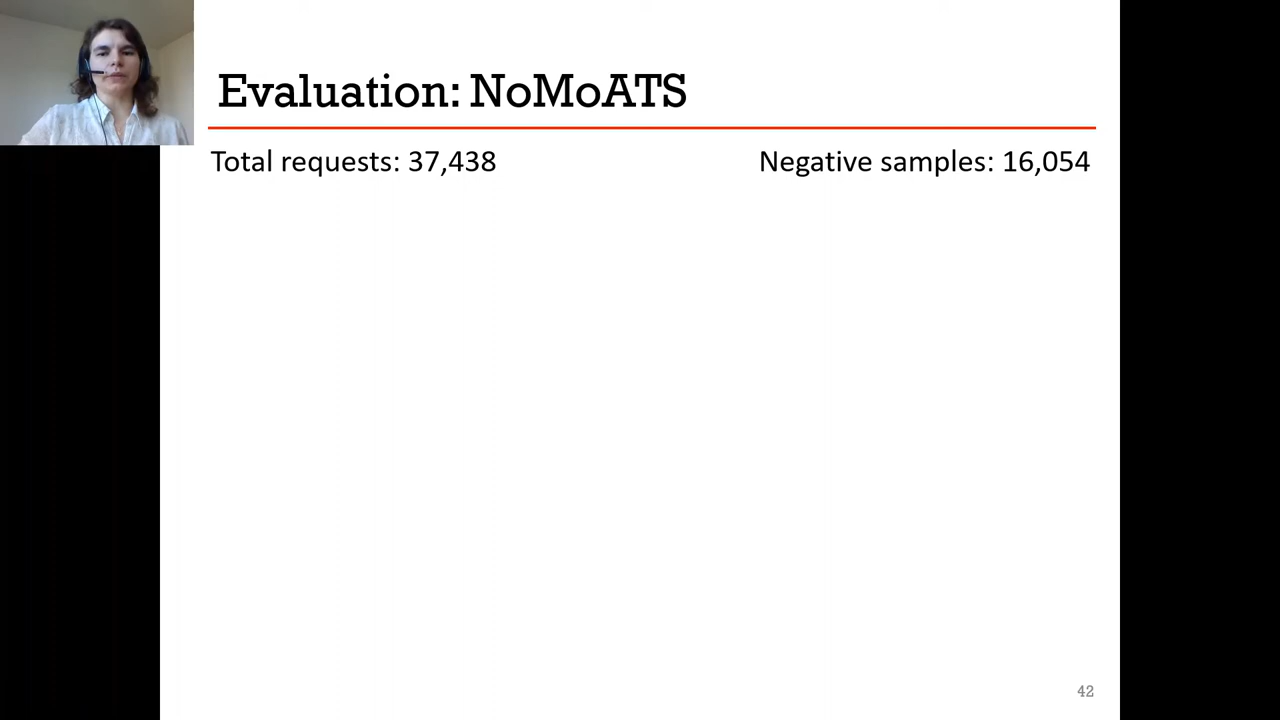 Evaluation: NoMoATS
Total requests: 37,438
Negative samples: 16,054
42